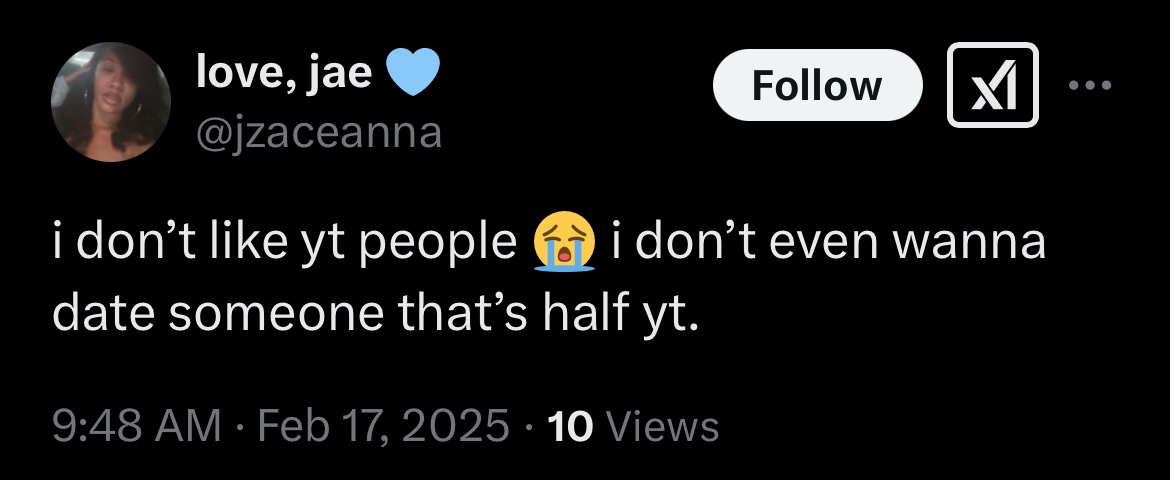 love, jae 🩵
@jzaceanna
Follow
i don’t like yt people 😭 i don’t even wanna
date someone that’s half yt.
9:48 AM · Feb 17, 2025 · 10 Views